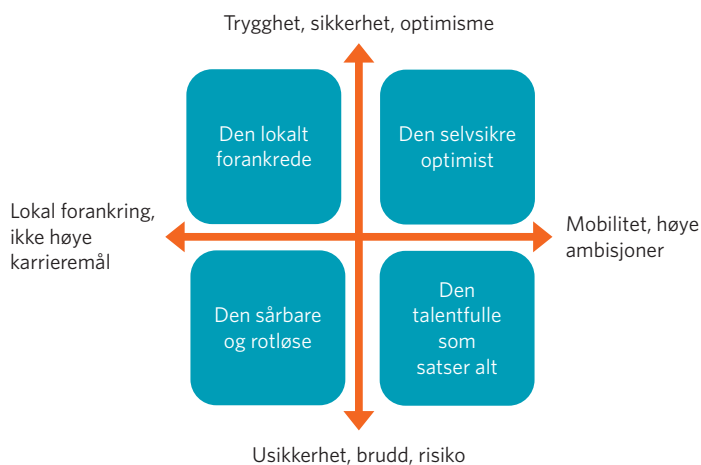 Trygghet, sikkerhet, optimisme
Den lokalt
forankrede
Den selvsikre
optimist
Lokal forankring,
ikke høye
karrieremål
Mobilitet, høye
ambisjoner
Den sårbare
og rotløse
Den
talentfulle
som
satser alt
Usikkerhet, brudd, risiko